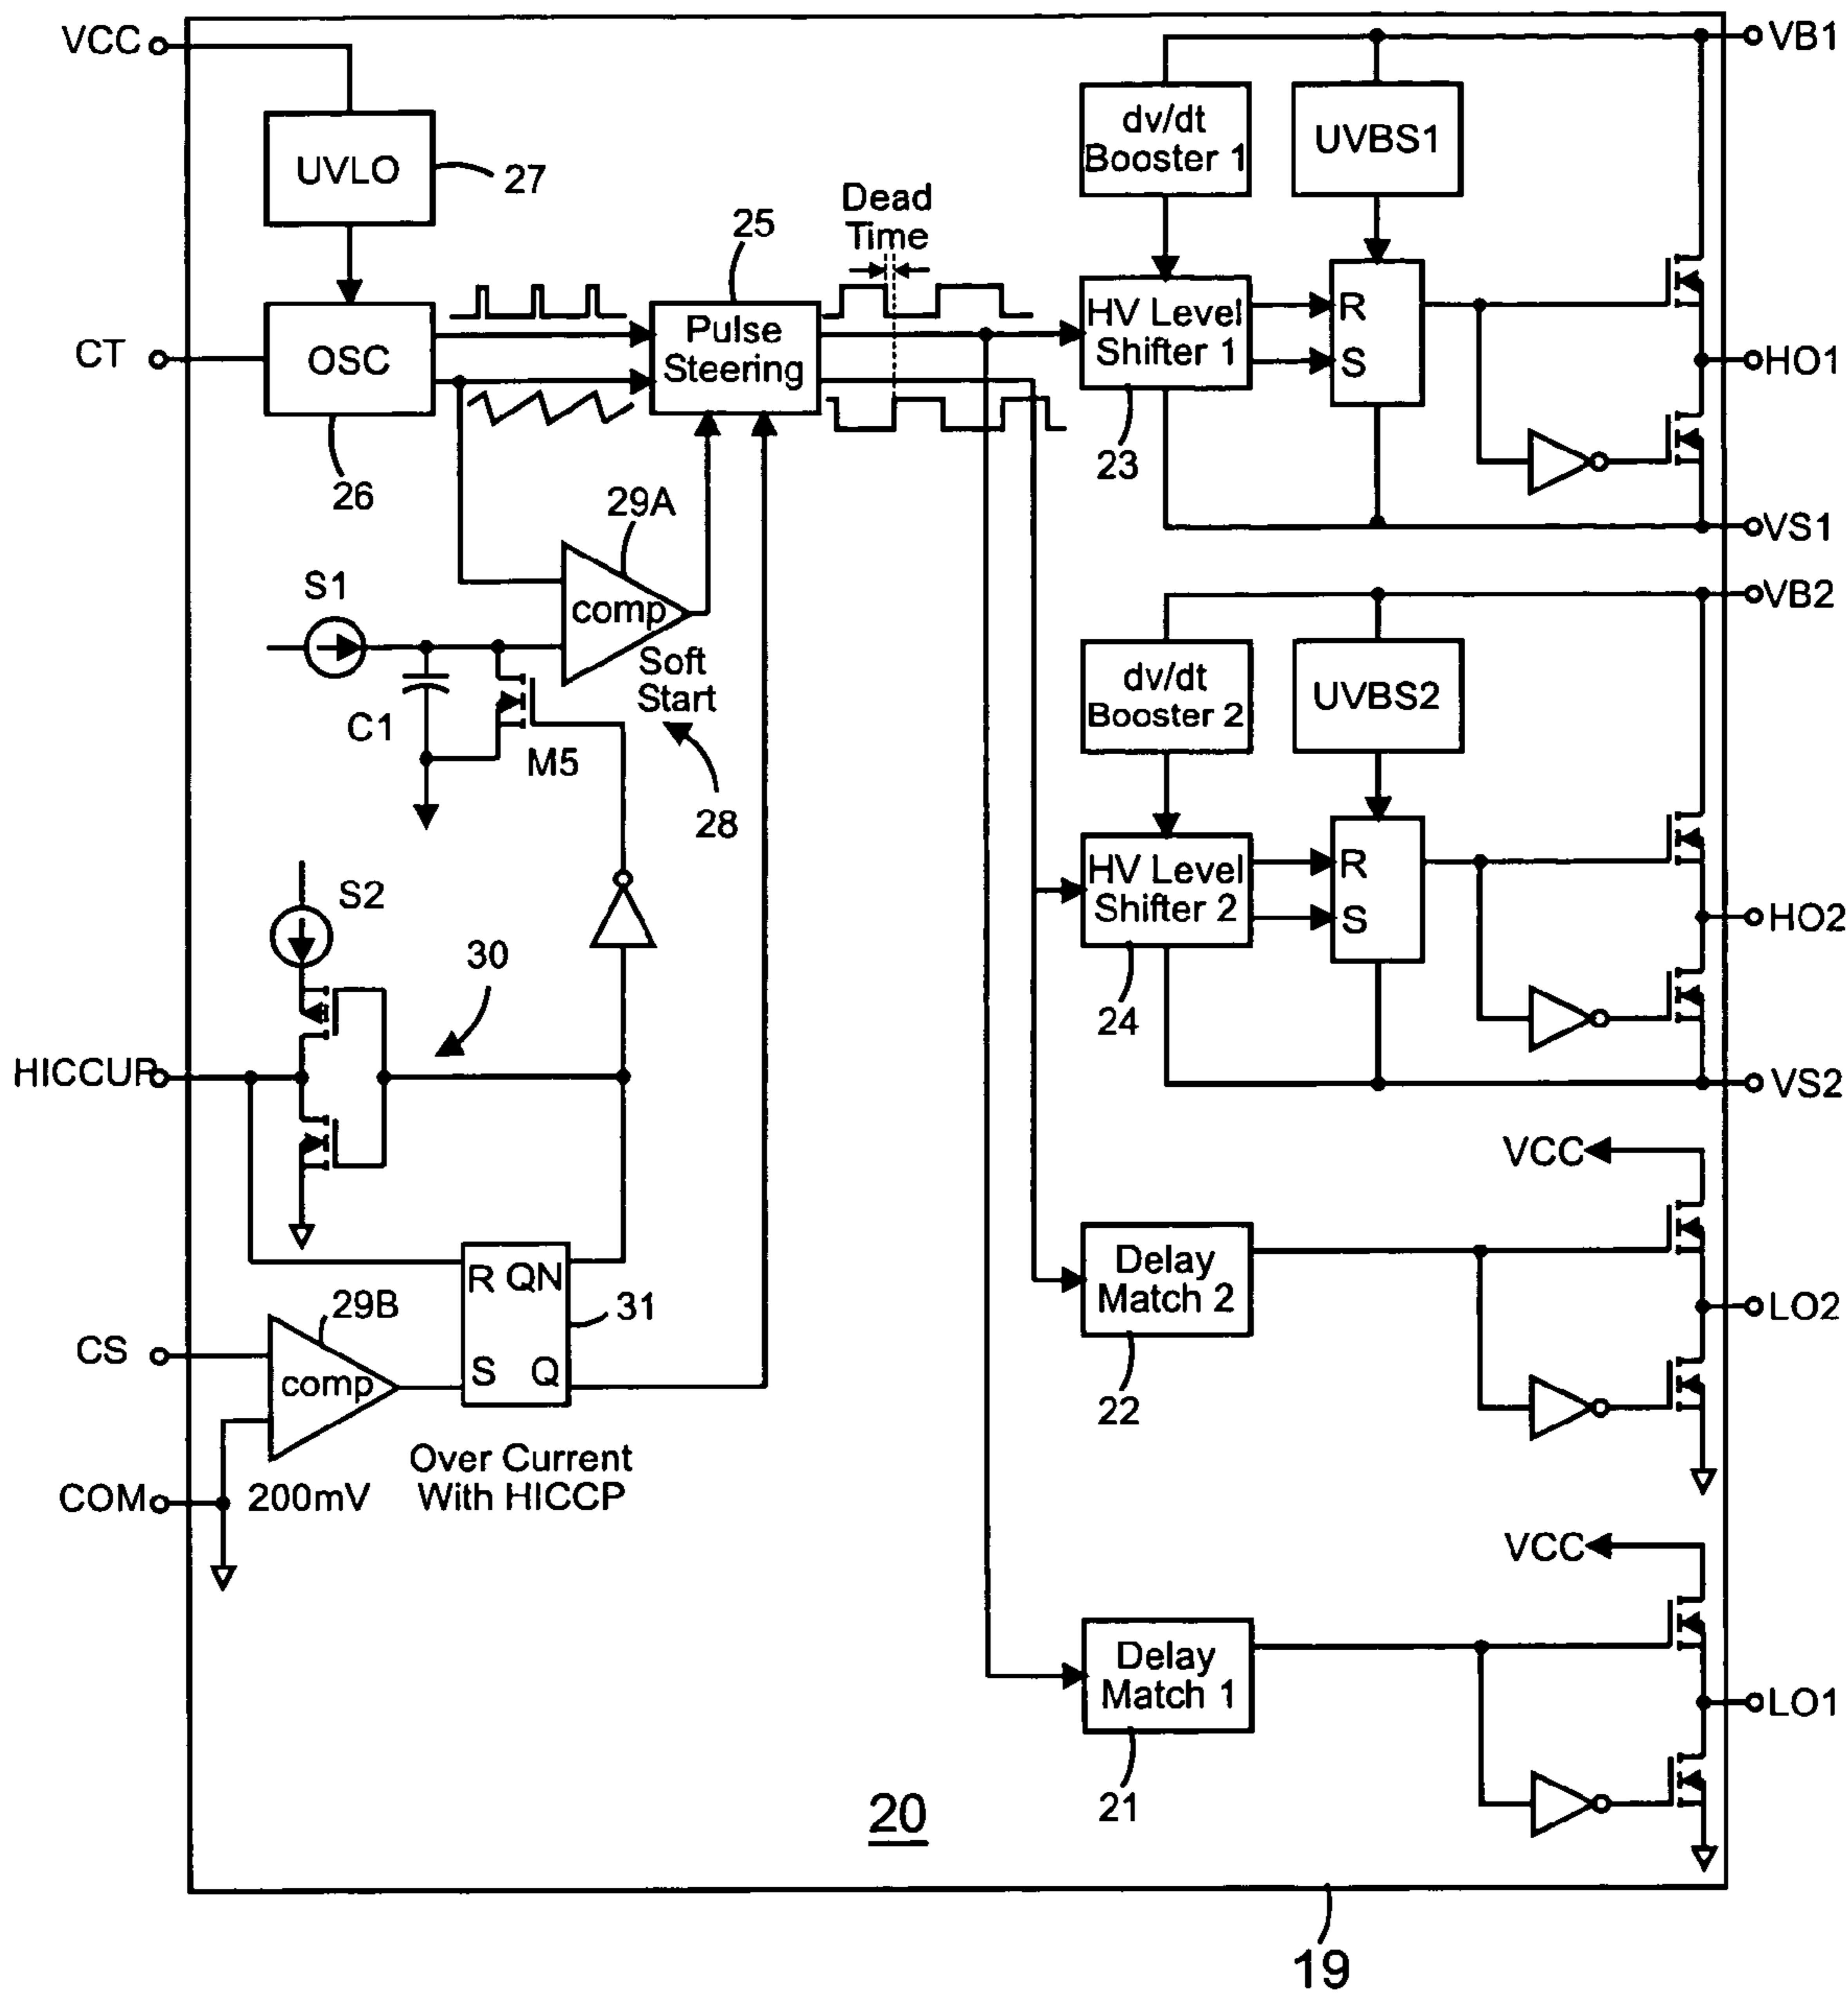 VCC
VB1
dv/dt
Booster 1
UVBS1
UVLO
27
Dead
Time
25
OSC
CT
26
Pulse
Steering
HV Level
Shifter 1
23
R
S
HO1
VS1
29A
comp
S1
C1
M5
Soft
Start
28
VB2
dv/dt
Booster 2
UVBS2
HV Level
Shifter 2
24
R
S
HO2
VS2
S2
30
HICCUP
R QN
S Q
31
29B
comp
CS
COM
200mV
Over Current
With HICCP
VCC
Delay
Match 2
22
LO2
VCC
Delay
Match 1
21
LO1
20
19